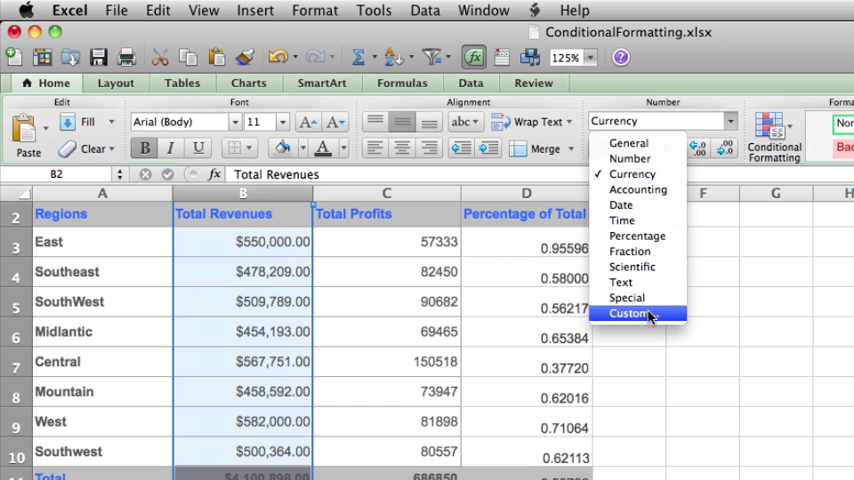 Excel File Edit View Insert Format Tools Data Window Help
ConditionalFormatting.xlsx
125% ?
Home Layout Tables Charts SmartArt Formulas Data Review
Edit Font Alignment Number
Fill Arial (Body) 11 A A abc Wrap Text Currency
Paste Clear B I U A Merge Conditional Formatting
B2 fx Total Revenues
General
Number
✓ Currency
Accounting
Date
Time
Percentage
Fraction
Scientific
Text
Special
A B C D F G H
2 Regions Total Revenues Total Profits Percentage of Total
3 East $550,000.00 57333 0.95596
4 Southeast $478,209.00 82450 0.58000
5 SouthWest $509,789.00 90682 0.56217
6 Midlantic $454,193.00 69465 0.65384
7 Central $567,751.00 150518 0.37720
8 Mountain $458,592.00 73947 0.62016
9 West $582,000.00 81898 0.71064
10 Southwest $500,364.00 80557 0.62113
Total $4,100,898.00 686850